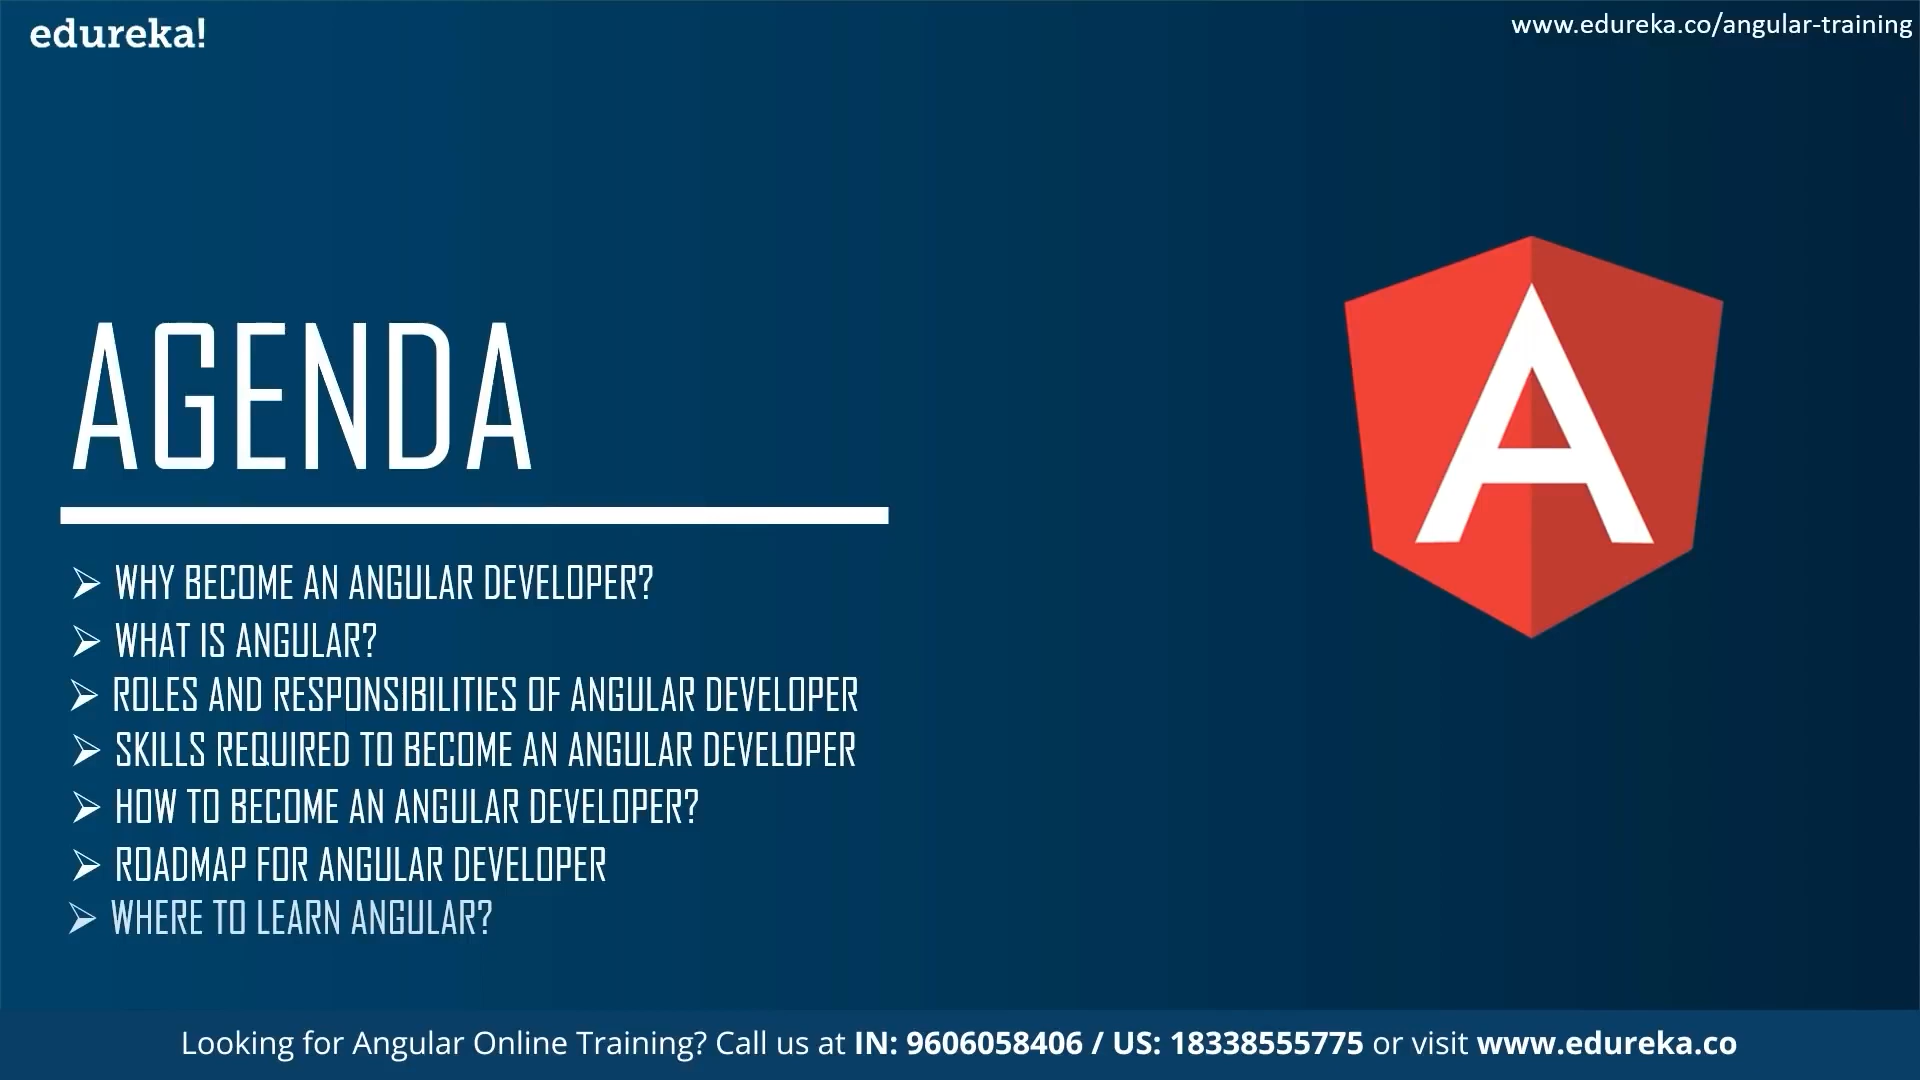 edureka!
www.edureka.co/angular-training
AGENDA
➢ WHY BECOME AN ANGULAR DEVELOPER?
➢ WHAT IS ANGULAR?
➢ ROLES AND RESPONSIBILITIES OF ANGULAR DEVELOPER
➢ SKILLS REQUIRED TO BECOME AN ANGULAR DEVELOPER
➢ HOW TO BECOME AN ANGULAR DEVELOPER?
➢ ROADMAP FOR ANGULAR DEVELOPER
➢ WHERE TO LEARN ANGULAR?
A
Looking for Angular Online Training? Call us at IN: 9606058406 / US: 18338555775 or visit www.edureka.co